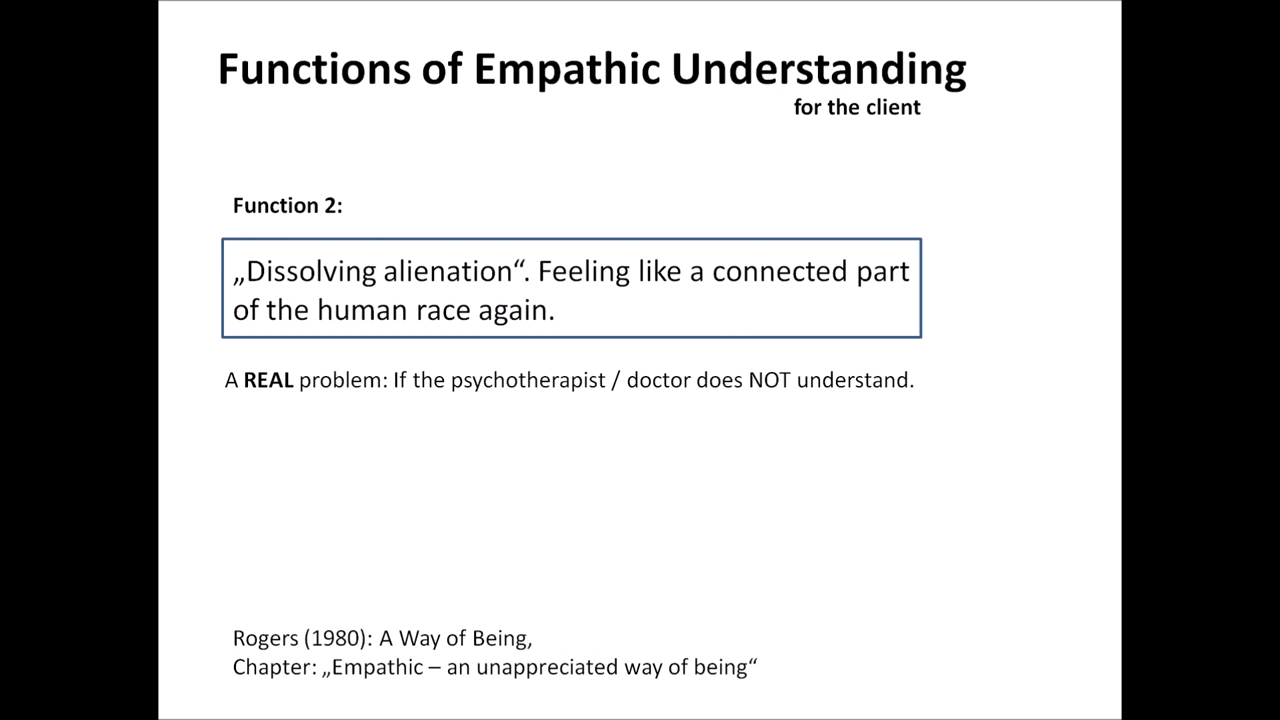 Functions of Empathic Understanding
for the client
Function 2:
„Dissolving alienation“. Feeling like a connected part
of the human race again.
A REAL problem: If the psychotherapist / doctor does NOT understand.
Rogers (1980): A Way of Being,
Chapter: „Empathic – an unappreciated way of being“